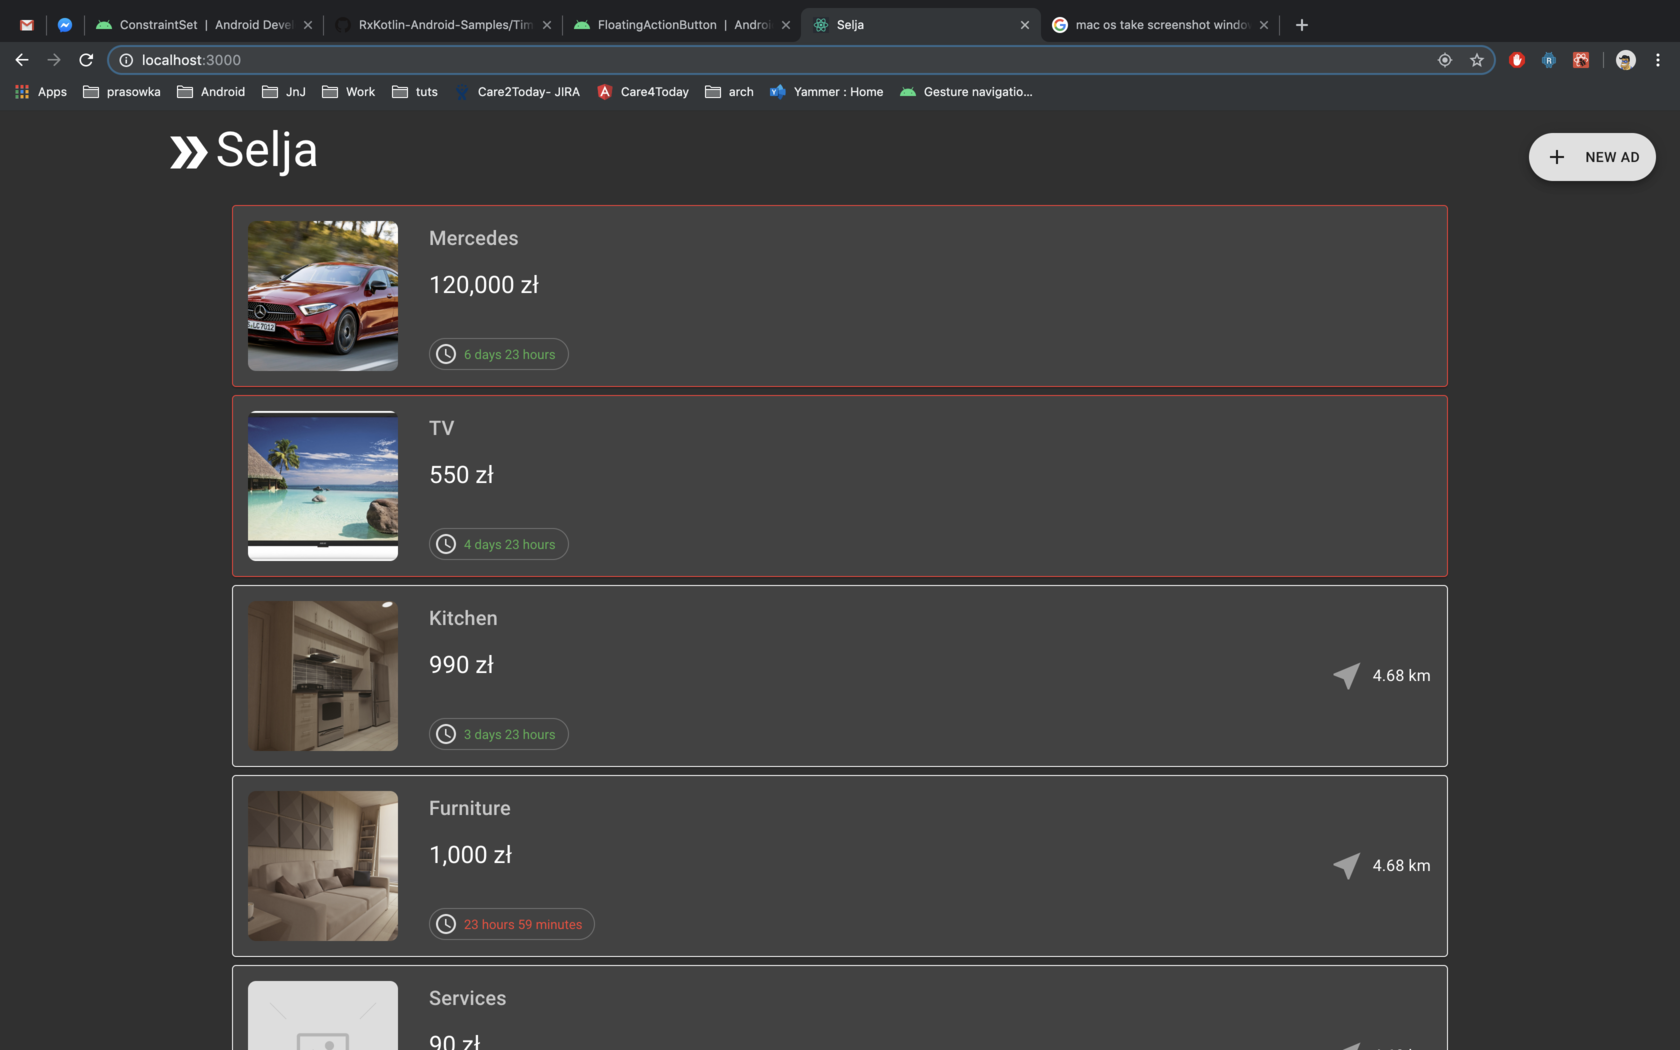 ConstraintSet | Android Devel
RxKotlin-Android-Samples/Tim
FloatingActionButton | Androi
Selja
mac os take screenshot windo
localhost:3000
Apps
prasowka
Android
JnJ
Work
tuts
Care2Today- JIRA
Care4Today
arch
Yammer : Home
Gesture navigatio...
Selja
NEW AD
Mercedes
120,000 zł
6 days 23 hours
TV
550 zł
4 days 23 hours
Kitchen
990 zł
4.68 km
3 days 23 hours
Furniture
1,000 zł
4.68 km
23 hours 59 minutes
Services
90 zł